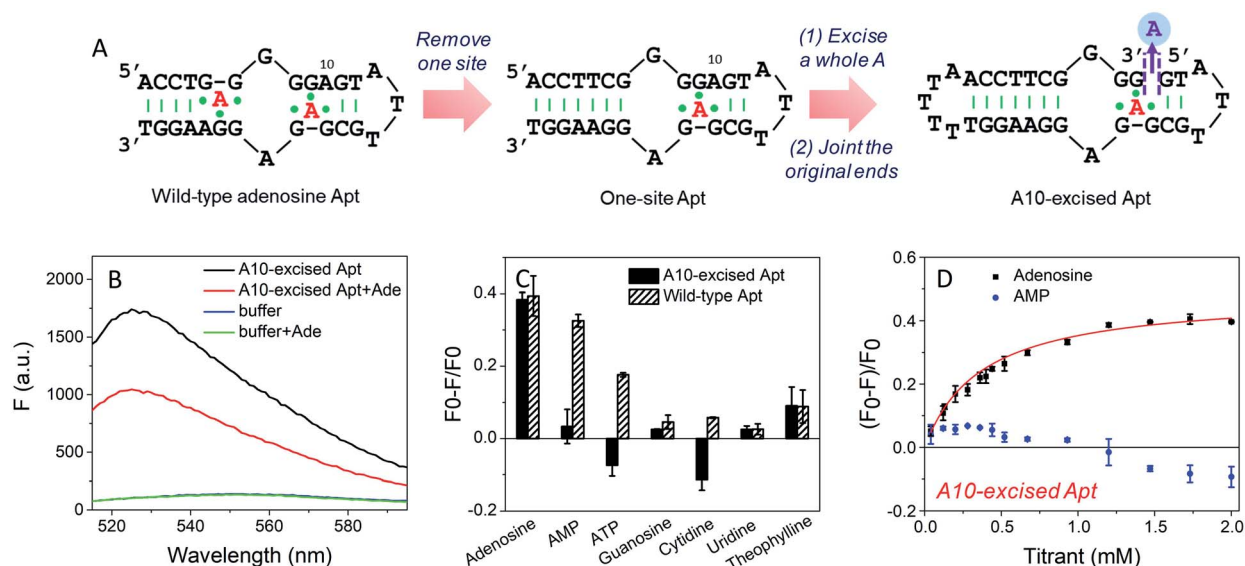 A
5'
ACCTG-G
G
GGAGT
10
A
T
T
A
A
3'
TGGAAGG
A
G-GCG
T
Wild-type adenosine Apt
Remove
one site
5'
ACCTTCG
G
GGAGT
10
A
T
T
A
3'
TGGAAGG
A
G-GCG
T
One-site Apt
(1) Excise
a whole A
(2) Joint the
original ends
A
3' 5'
T
A
ACCTTCG
G
GG
GT
A
T
T
T
T
T
A
TGGAAGG
A
G-GCG
T
A10-excised Apt
B
A10-excised Apt
A10-excised Apt+Ade
buffer
buffer+Ade
F (a.u.)
2000
1500
1000
500
0
520 540 560 580
Wavelength (nm)
C
A10-excised Apt
Wild-type Apt
F0-F/F0
0.4
0.2
0.0
-0.2
Adenosine
AMP
ATP
Guanosine
Cytidine
Uridine
Theophylline
D
Adenosine
AMP
(F0-F)/F0
0.6
0.4
0.2
0.0
-0.2
A10-excised Apt
0.0 0.5 1.0 1.5 2.0
Titrant (mM)